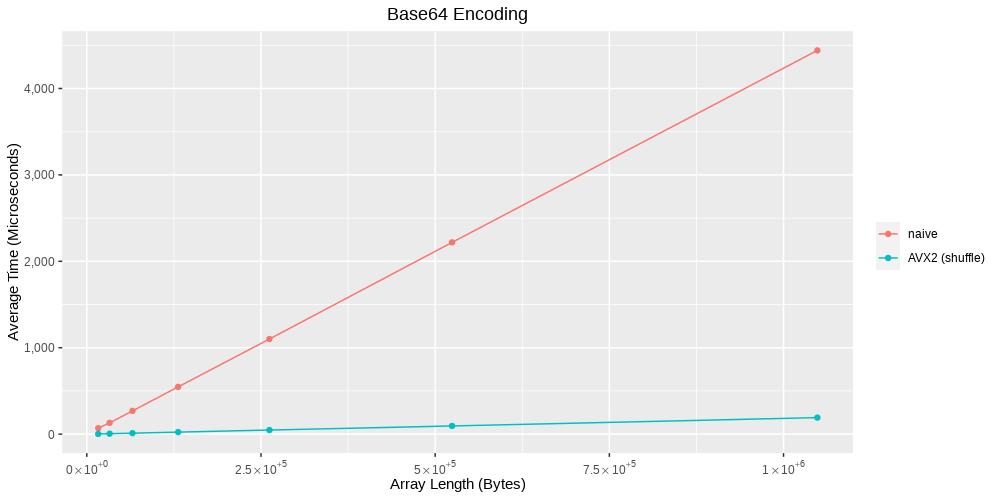 Base64 Encoding
Average Time (Microseconds)
4,000
3,000
2,000
1,000
0
0×10⁺⁰
2.5×10⁺⁵
5×10⁺⁵
7.5×10⁺⁵
1×10⁺⁶
Array Length (Bytes)
naive
AVX2 (shuffle)